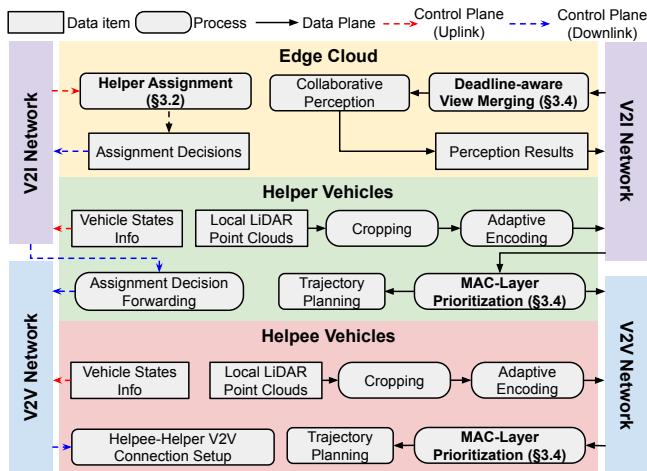 Data item
Process
Data Plane
Control Plane
(Uplink)
Control Plane
(Downlink)
Edge Cloud
V2I Network
Helper Assignment
(§3.2)
Collaborative
Perception
Deadline-aware
View Merging (§3.4)
V2I Network
Assignment Decisions
Perception Results
Helper Vehicles
Vehicle States
Info
Local LiDAR
Point Clouds
Cropping
Adaptive
Encoding
Assignment Decision
Forwarding
Trajectory
Planning
MAC-Layer
Prioritization (§3.4)
Helpee Vehicles
V2V Network
Vehicle States
Info
Local LiDAR
Point Clouds
Cropping
Adaptive
Encoding
V2V Network
Helpee-Helper V2V
Connection Setup
Trajectory
Planning
MAC-Layer
Prioritization (§3.4)